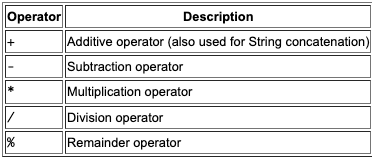 Operator Description
+ Additive operator (also used for String concatenation)
- Subtraction operator
* Multiplication operator
/ Division operator
% Remainder operator